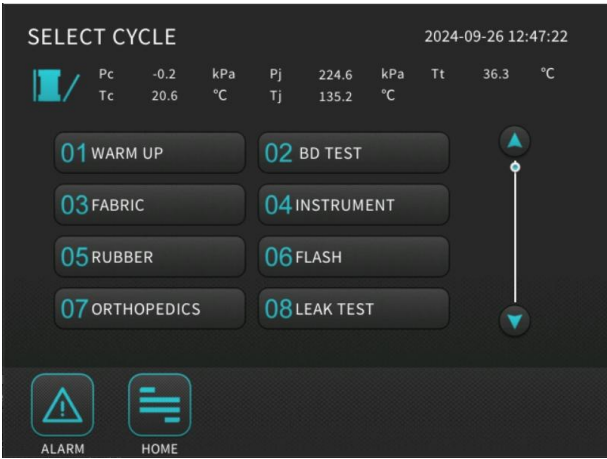 SELECT CYCLE 2024-09-26 12:47:22
Pc -0.2 kPa Pj 224.6 kPa Tt 36.3 °C
Tc 20.6 °C Tj 135.2 °C
01 WARM UP 02 BD TEST
03 FABRIC 04 INSTRUMENT
05 RUBBER 06 FLASH
07 ORTHOPEDICS 08 LEAK TEST
ALARM HOME